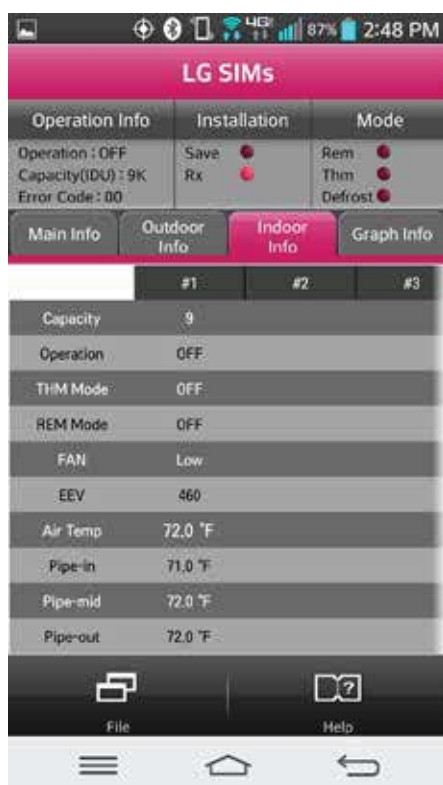 4G 87% 2:48 PM
LG SIMs
Operation Info Installation Mode
Operation : OFF Save Rem
Capacity(IDU) : 9K Rx Thm
Error Code : 00 Defrost
Main Info Outdoor Info Indoor Info Graph Info
#1 #2 #3
Capacity 9
Operation OFF
THM Mode OFF
REM Mode OFF
FAN Low
EEV 460
Air Temp 72.0 °F
Pipe-in 71.0 °F
Pipe-mid 72.0 °F
Pipe-out 72.0 °F
File Help